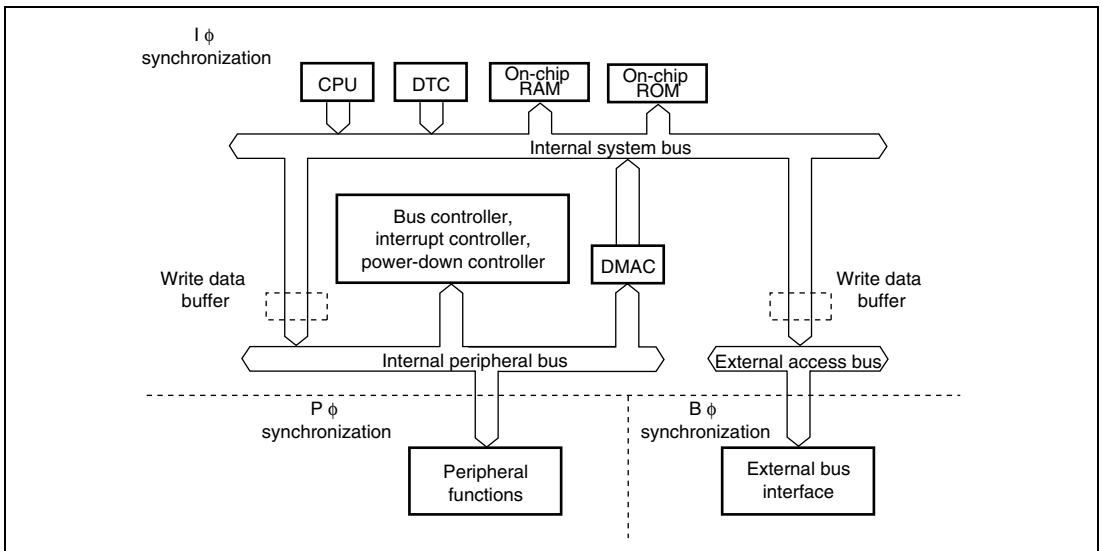 I ϕ
synchronization
CPU
DTC
On-chip
RAM
On-chip
ROM
Internal system bus
Bus controller,
interrupt controller,
power-down controller
DMAC
Write data
buffer
Write data
buffer
Internal peripheral bus
External access bus
P ϕ
synchronization
B ϕ
synchronization
Peripheral
functions
External bus
interface